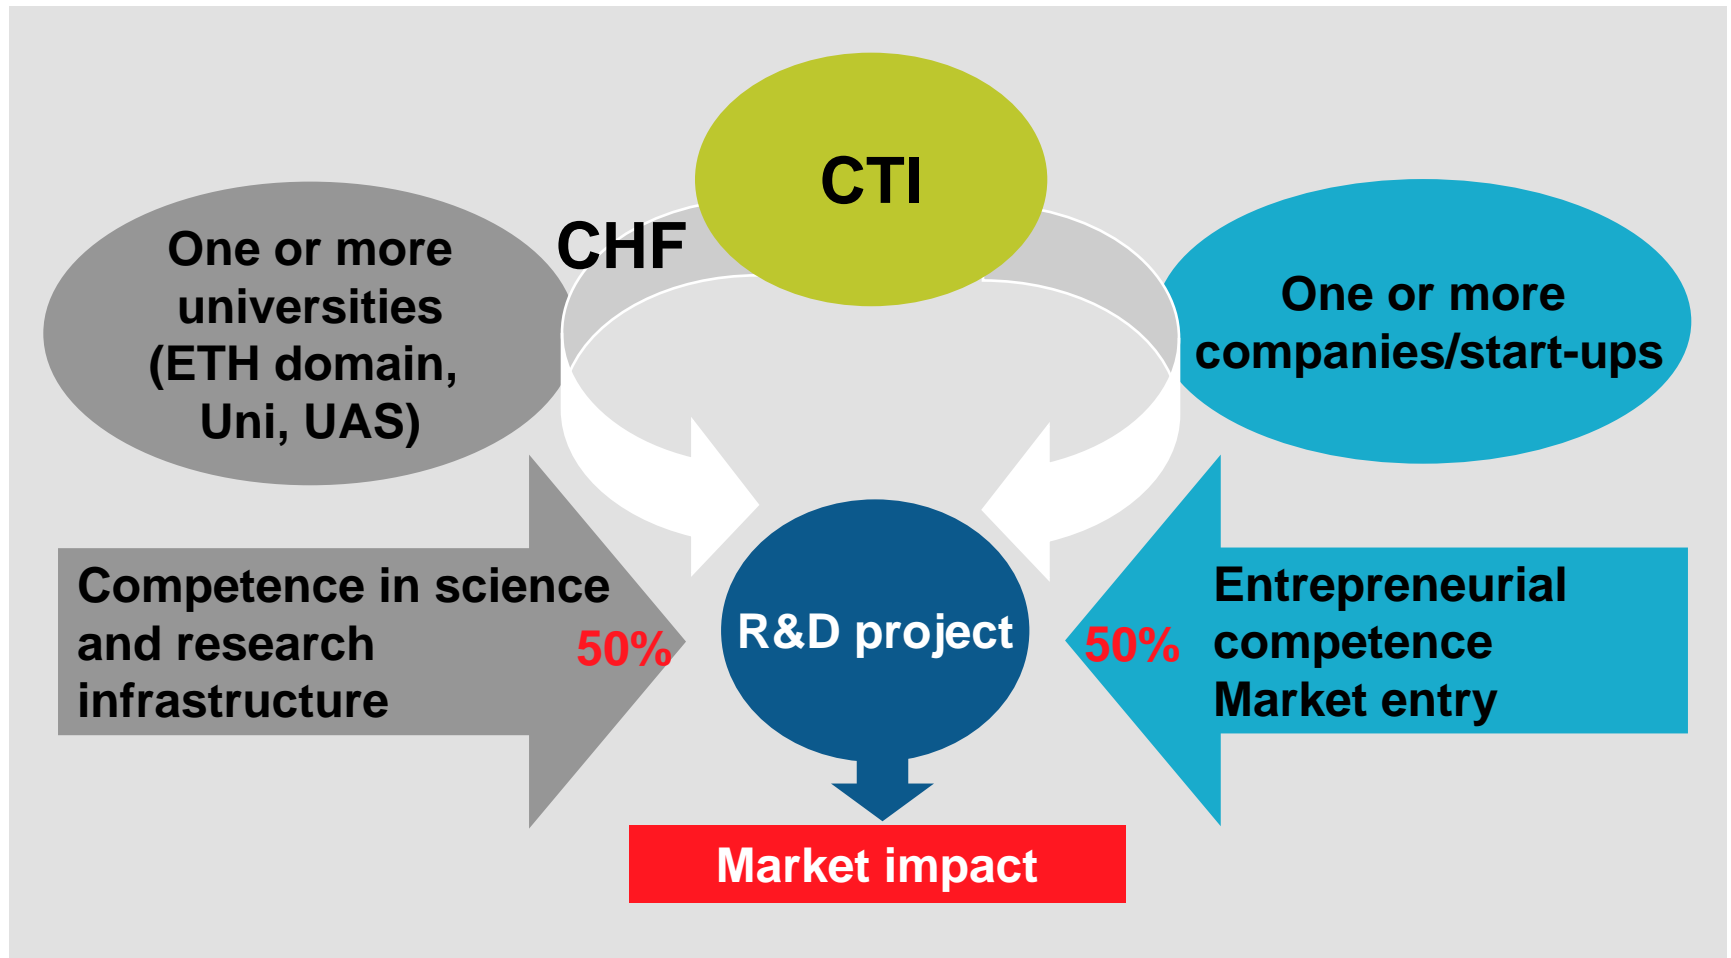 CTI
CHF
One or more
universities
(ETH domain,
Uni, UAS)
One or more
companies/start-ups
Competence in science
and research
infrastructure
50%
R&D project
50%
Entrepreneurial
competence
Market entry
Market impact